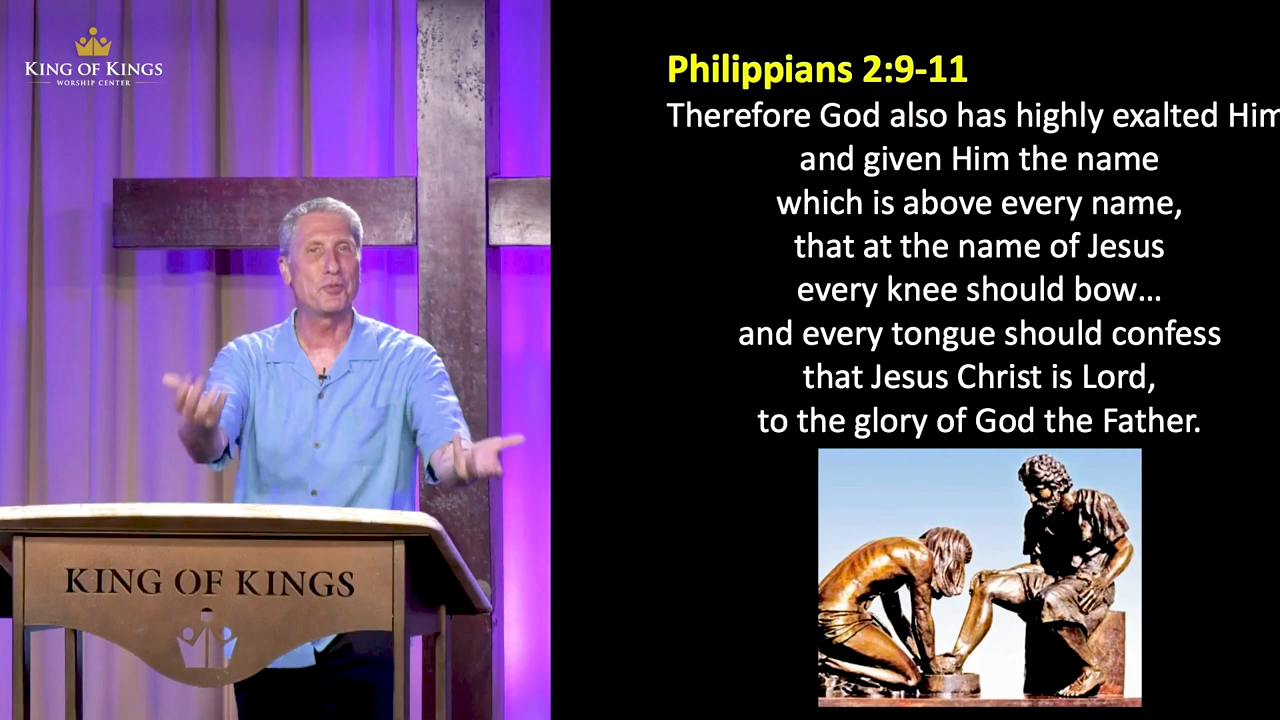 KING OF KINGS
WORSHIP CENTER
KING OF KINGS
Philippians 2:9-11
Therefore God also has highly exalted Him
and given Him the name
which is above every name,
that at the name of Jesus
every knee should bow...
and every tongue should confess
that Jesus Christ is Lord,
to the glory of God the Father.